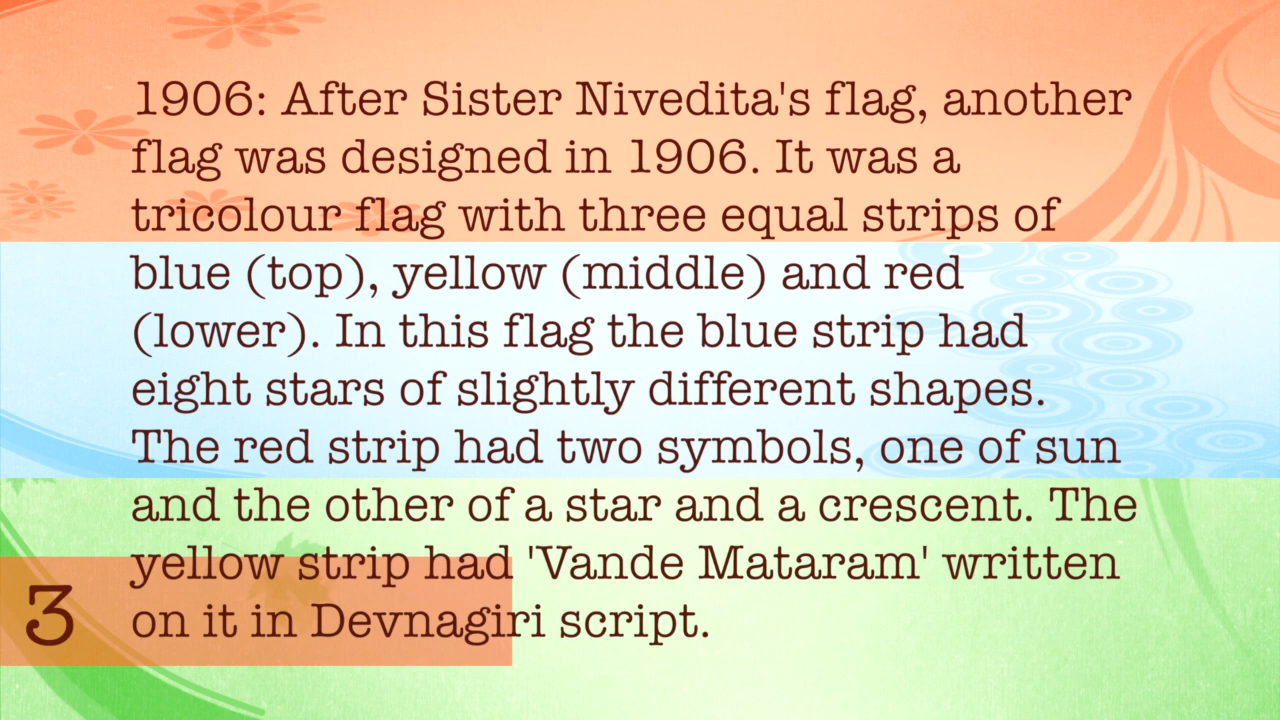 1906: After Sister Nivedita's flag, another
flag was designed in 1906. It was a
tricolour flag with three equal strips of
blue (top), yellow (middle) and red
(lower). In this flag the blue strip had
eight stars of slightly different shapes.
The red strip had two symbols, one of sun
and the other of a star and a crescent. The
yellow strip had 'Vande Mataram' written
on it in Devnagiri script.
3